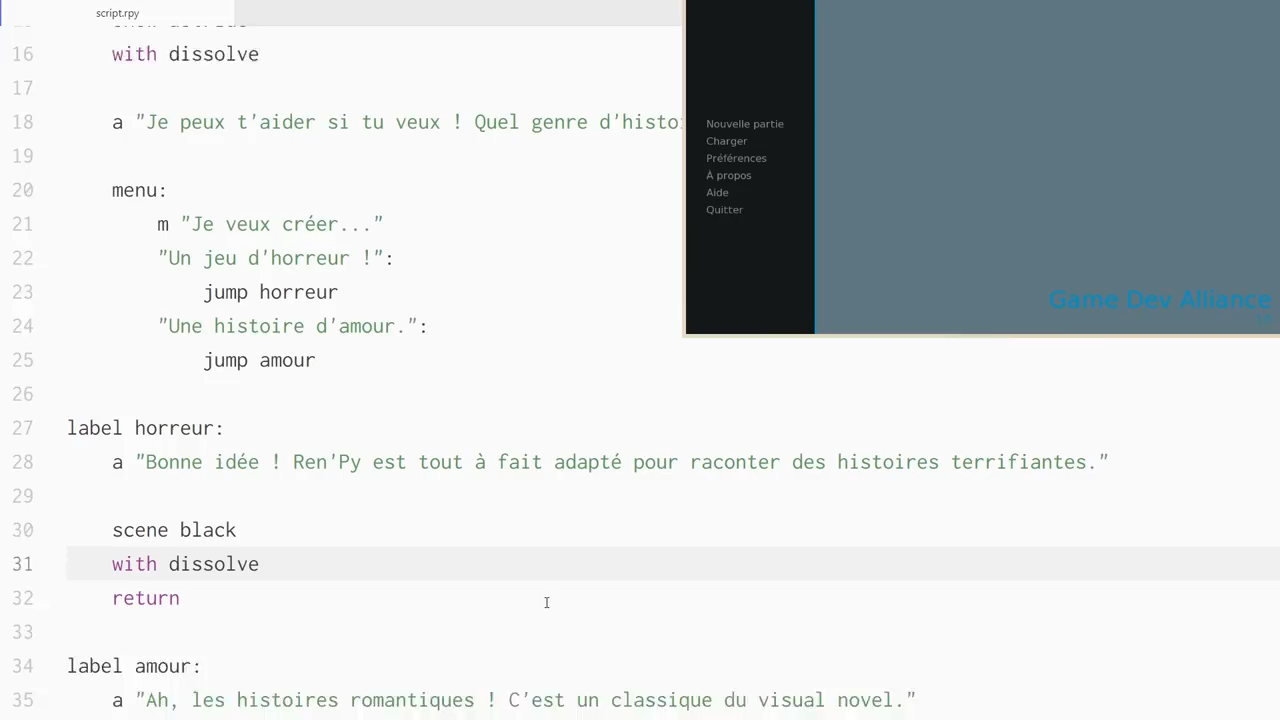 script.rpy
16 with dissolve
17
18 a "Je peux t'aider si tu veux ! Quel genre d'histoi
19
20 menu:
21 m "Je veux créer..."
22 "Un jeu d'horreur !":
23 jump horreur
24 "Une histoire d'amour.":
25 jump amour
26
27 label horreur:
28 a "Bonne idée ! Ren'Py est tout à fait adapté pour raconter des histoires terrifiantes."
29
30 scene black
31 with dissolve
32 return
33
34 label amour:
35 a "Ah, les histoires romantiques ! C'est un classique du visual novel."
Nouvelle partie
Charger
Préférences
À propos
Aide
Quitter
Game Dev Alliance